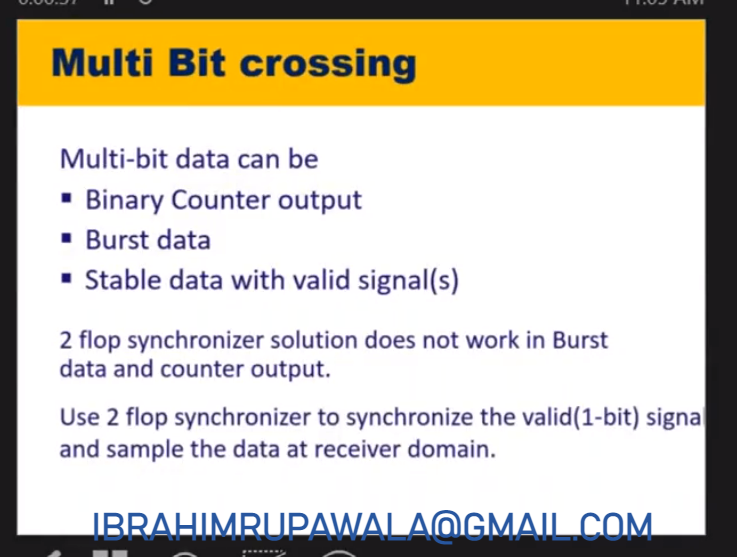 Multi Bit crossing
Multi-bit data can be
▪ Binary Counter output
▪ Burst data
▪ Stable data with valid signal(s)
2 flop synchronizer solution does not work in Burst
data and counter output.
Use 2 flop synchronizer to synchronize the valid(1-bit) signal
and sample the data at receiver domain.
IBRAHIMRUPAWALA@GMAIL.COM